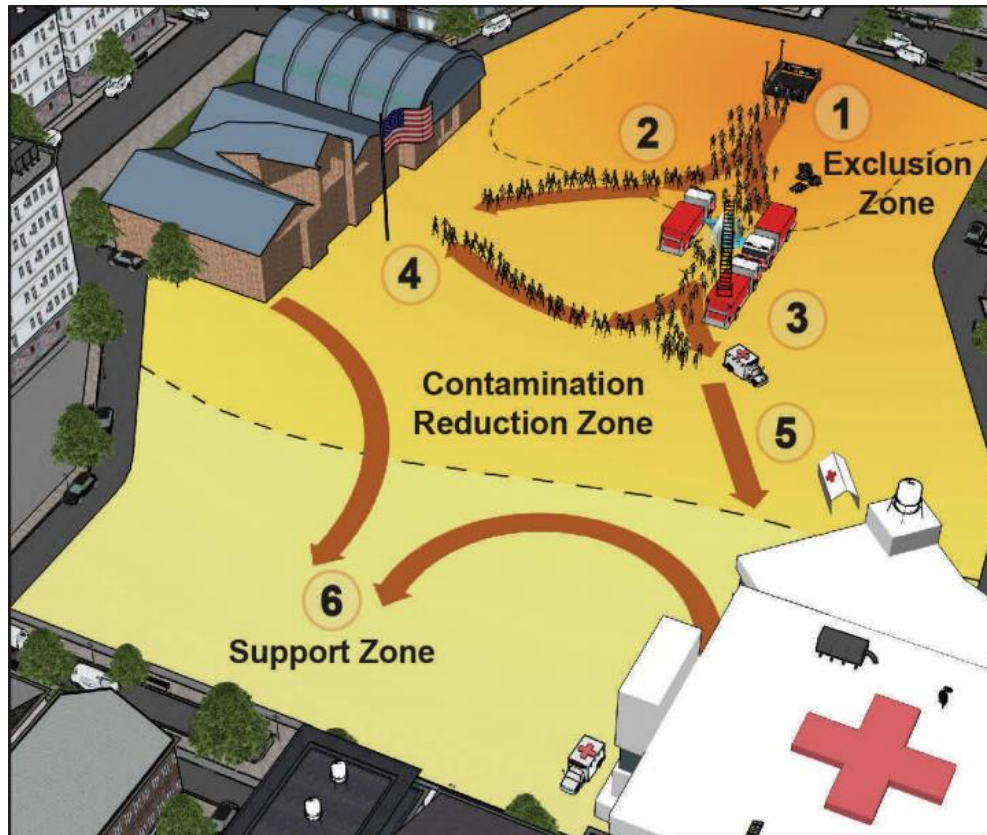 1
2
Exclusion
Zone
4
3
Contamination
Reduction Zone
5
6
Support Zone